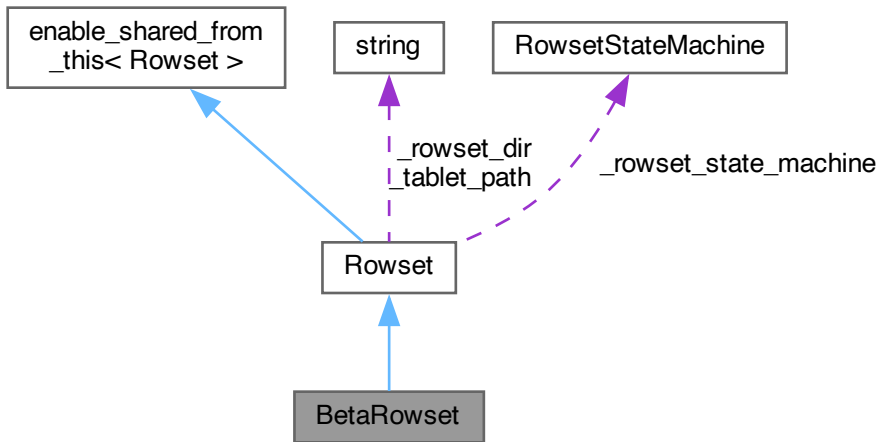 enable_shared_from
_this< Rowset >
string
RowsetStateMachine
_rowset_dir
_tablet_path
_rowset_state_machine
Rowset
BetaRowset